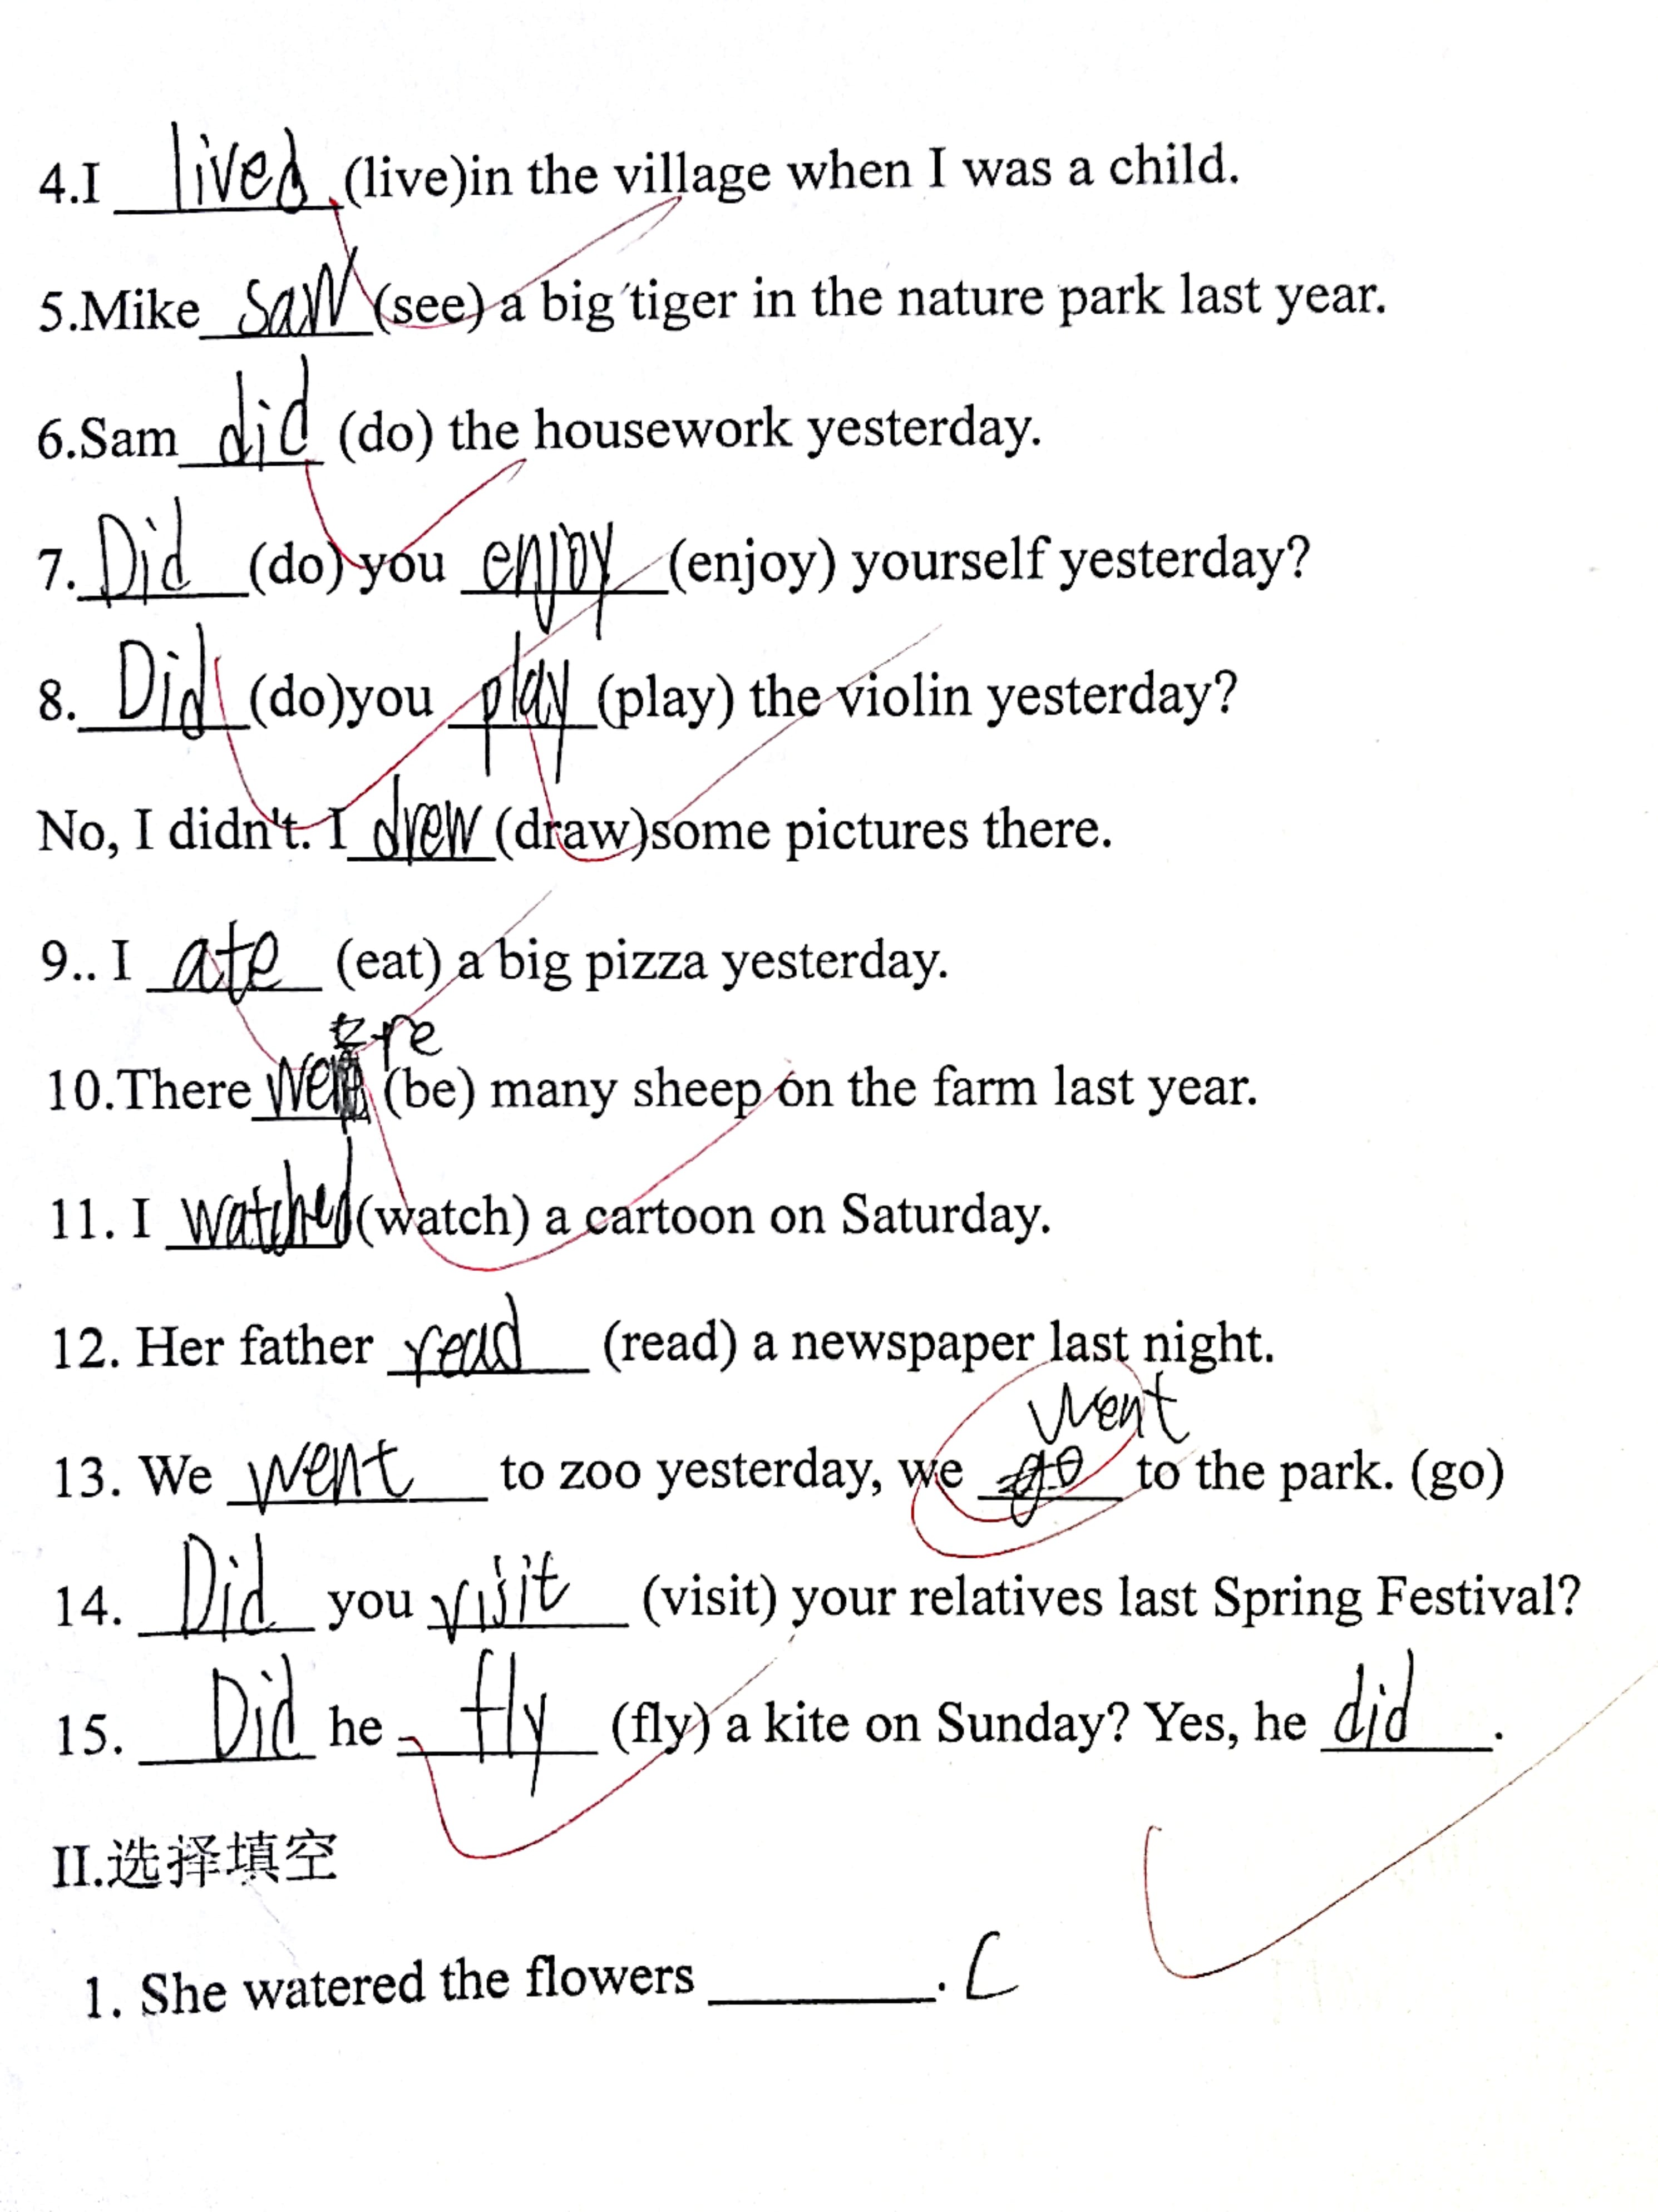 4.I lived (live)in the village when I was a child.
5.Mike saw (see) a big tiger in the nature park last year.
6.Sam did (do) the housework yesterday.
7. Did (do) you enjoy (enjoy) yourself yesterday?
8. Did (do)you play (play) the violin yesterday?
No, I didn't. I drew (draw)some pictures there.
9.. I ate (eat) a big pizza yesterday.
re
10.There we (be) many sheep on the farm last year.
11. I watched (watch) a cartoon on Saturday.
12. Her father read (read) a newspaper last night.
went
13. We went to zoo yesterday, we go to the park. (go)
14. Did you visit (visit) your relatives last Spring Festival?
15. Did he fly (fly) a kite on Sunday? Yes, he did.
II.选择填空
1. She watered the flowers ________. C